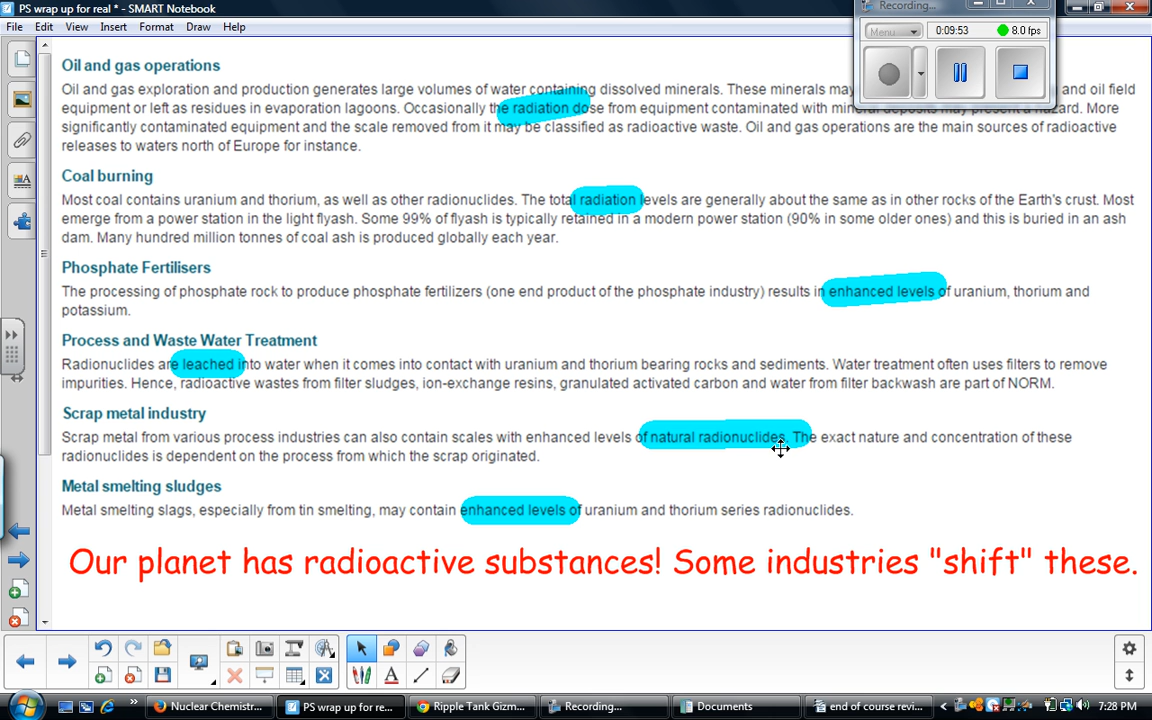 PS wrap up for real * - SMART Notebook
Recording...
File Edit View Insert Format Draw Help
Menu 0:09:53 8.0 fps
Oil and gas operations
Oil and gas exploration and production generates large volumes of water containing dissolved minerals. These minerals may and oil field
equipment or left as residues in evaporation lagoons. Occasionally the radiation dose from equipment contaminated with mineral deposits may present a hazard. More
significantly contaminated equipment and the scale removed from it may be classified as radioactive waste. Oil and gas operations are the main sources of radioactive
releases to waters north of Europe for instance.
Coal burning
Most coal contains uranium and thorium, as well as other radionuclides. The total radiation levels are generally about the same as in other rocks of the Earth's crust. Most
emerge from a power station in the light flyash. Some 99% of flyash is typically retained in a modern power station (90% in some older ones) and this is buried in an ash
dam. Many hundred million tonnes of coal ash is produced globally each year.
Phosphate Fertilisers
The processing of phosphate rock to produce phosphate fertilizers (one end product of the phosphate industry) results in enhanced levels of uranium, thorium and
potassium.
Process and Waste Water Treatment
Radionuclides are leached into water when it comes into contact with uranium and thorium bearing rocks and sediments. Water treatment often uses filters to remove
impurities. Hence, radioactive wastes from filter sludges, ion-exchange resins, granulated activated carbon and water from filter backwash are part of NORM.
Scrap metal industry
Scrap metal from various process industries can also contain scales with enhanced levels of natural radionuclides. The exact nature and concentration of these
radionuclides is dependent on the process from which the scrap originated.
Metal smelting sludges
Metal smelting slags, especially from tin smelting, may contain enhanced levels of uranium and thorium series radionuclides.
Our planet has radioactive substances! Some industries "shift" these.
Nuclear Chemistr... PS wrap up for re... Ripple Tank Gizm... Recording... Documents end of course revi... 7:28 PM